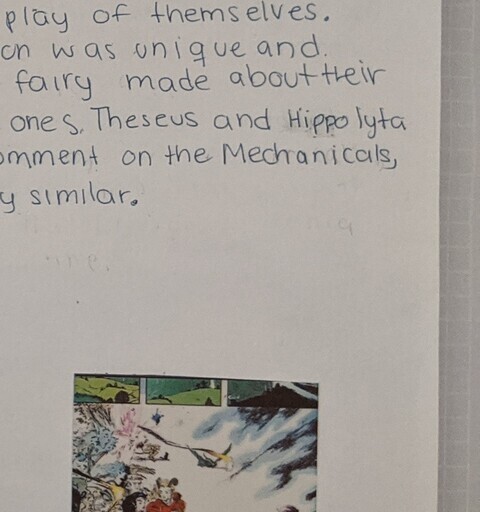 play of themselves.
on was unique and.
fairy made about their
ones. Theseus and Hippolyta
omment on the Mechanicals,
y similar.